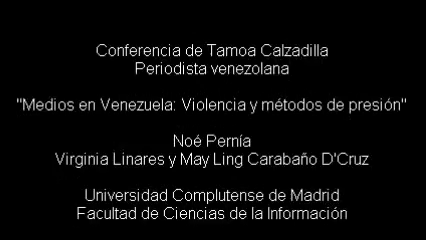 Conferencia de Tamoa Calzadilla
Periodista venezolana
"Medios en Venezuela: Violencia y métodos de presión"
Noé Pernía
Virginia Linares y May Ling Carabaño D'Cruz
Universidad Complutense de Madrid
Facultad de Ciencias de la Información